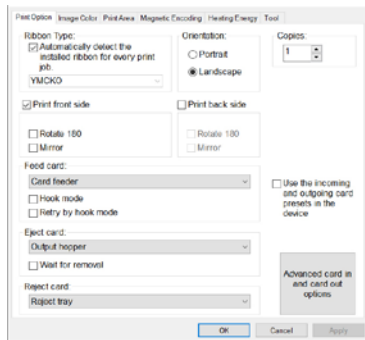 Print Option Image Color Print Area Magnetic Encoding Heating Energy Tool
Ribbon Type:
Automatically detect the
installed ribbon for every print
job.
YMCKO
Orientation:
Portrait
Landscape
Copies:
1
Print front side
Rotate 180
Mirror
Print back side
Rotate 180
Mirror
Feed card:
Card feeder
Hook mode
Retry by hook mode
Use the incoming
and outgoing card
presets in the
device
Eject card:
Output hopper
Wait for removal
Reject card:
Reject tray
Advanced card in
and card out
options
OK Cancel Apply